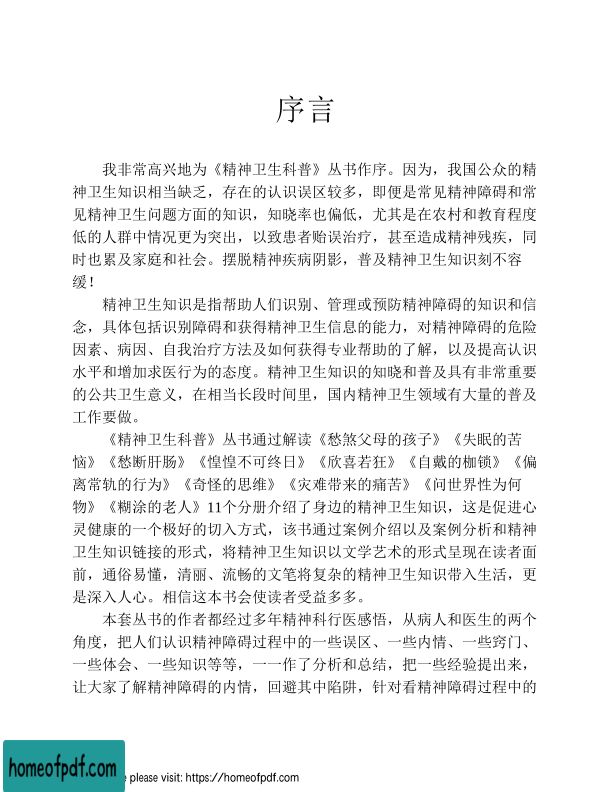 序言
我非常高兴地为《精神卫生科普》丛书作序。因为，我国公众的精
神卫生知识相当缺乏，存在的认识误区较多，即便是常见精神障碍和常
见精神卫生问题方面的知识，知晓率也偏低，尤其是在农村和教育程度
低的人群中情况更为突出，以致患者贻误治疗，甚至造成精神残疾，同
时也累及家庭和社会。摆脱精神疾病阴影，普及精神卫生知识刻不容
缓！
精神卫生知识是指帮助人们识别、管理或预防精神障碍的知识和信
念，具体包括识别障碍和获得精神卫生信息的能力，对精神障碍的危险
因素、病因、自我治疗方法及如何获得专业帮助的了解，以及提高认识
水平和增加求医行为的态度。精神卫生知识的知晓和普及具有非常重要
的公共卫生意义，在相当长段时间里，国内精神卫生领域有大量的普及
工作要做。
《精神卫生科普》丛书通过解读《愁煞父母的孩子》《失眠的苦
恼》《愁断肝肠》《惶惶不可终日》《欣喜若狂》《自戴的枷锁》《偏
离常轨的行为》《奇怪的思维》《灾难带来的痛苦》《问世界性为何
物》《糊涂的老人》11个分册介绍了身边的精神卫生知识，这是促进心
灵健康的一个极好的切入方式，该书通过案例介绍以及案例分析和精神
卫生知识链接的形式，将精神卫生知识以文学艺术的形式呈现在读者面
前，通俗易懂，清丽、流畅的文笔将复杂的精神卫生知识带入生活，更
是深入人心。相信这本书会使读者受益多多。
本套丛书的作者都经过多年精神科行医感悟，从病人和医生的两个
角度，把人们认识精神障碍过程中的一些误区、一些内情、一些窍门、
一些体会、一些知识等等，一一作了分析和总结，把一些经验提出来，
让大家了解精神障碍的内情，回避其中陷阱，针对看精神障碍过程中的
homeofpdf.com
e please visit: https://homeofpdf.com